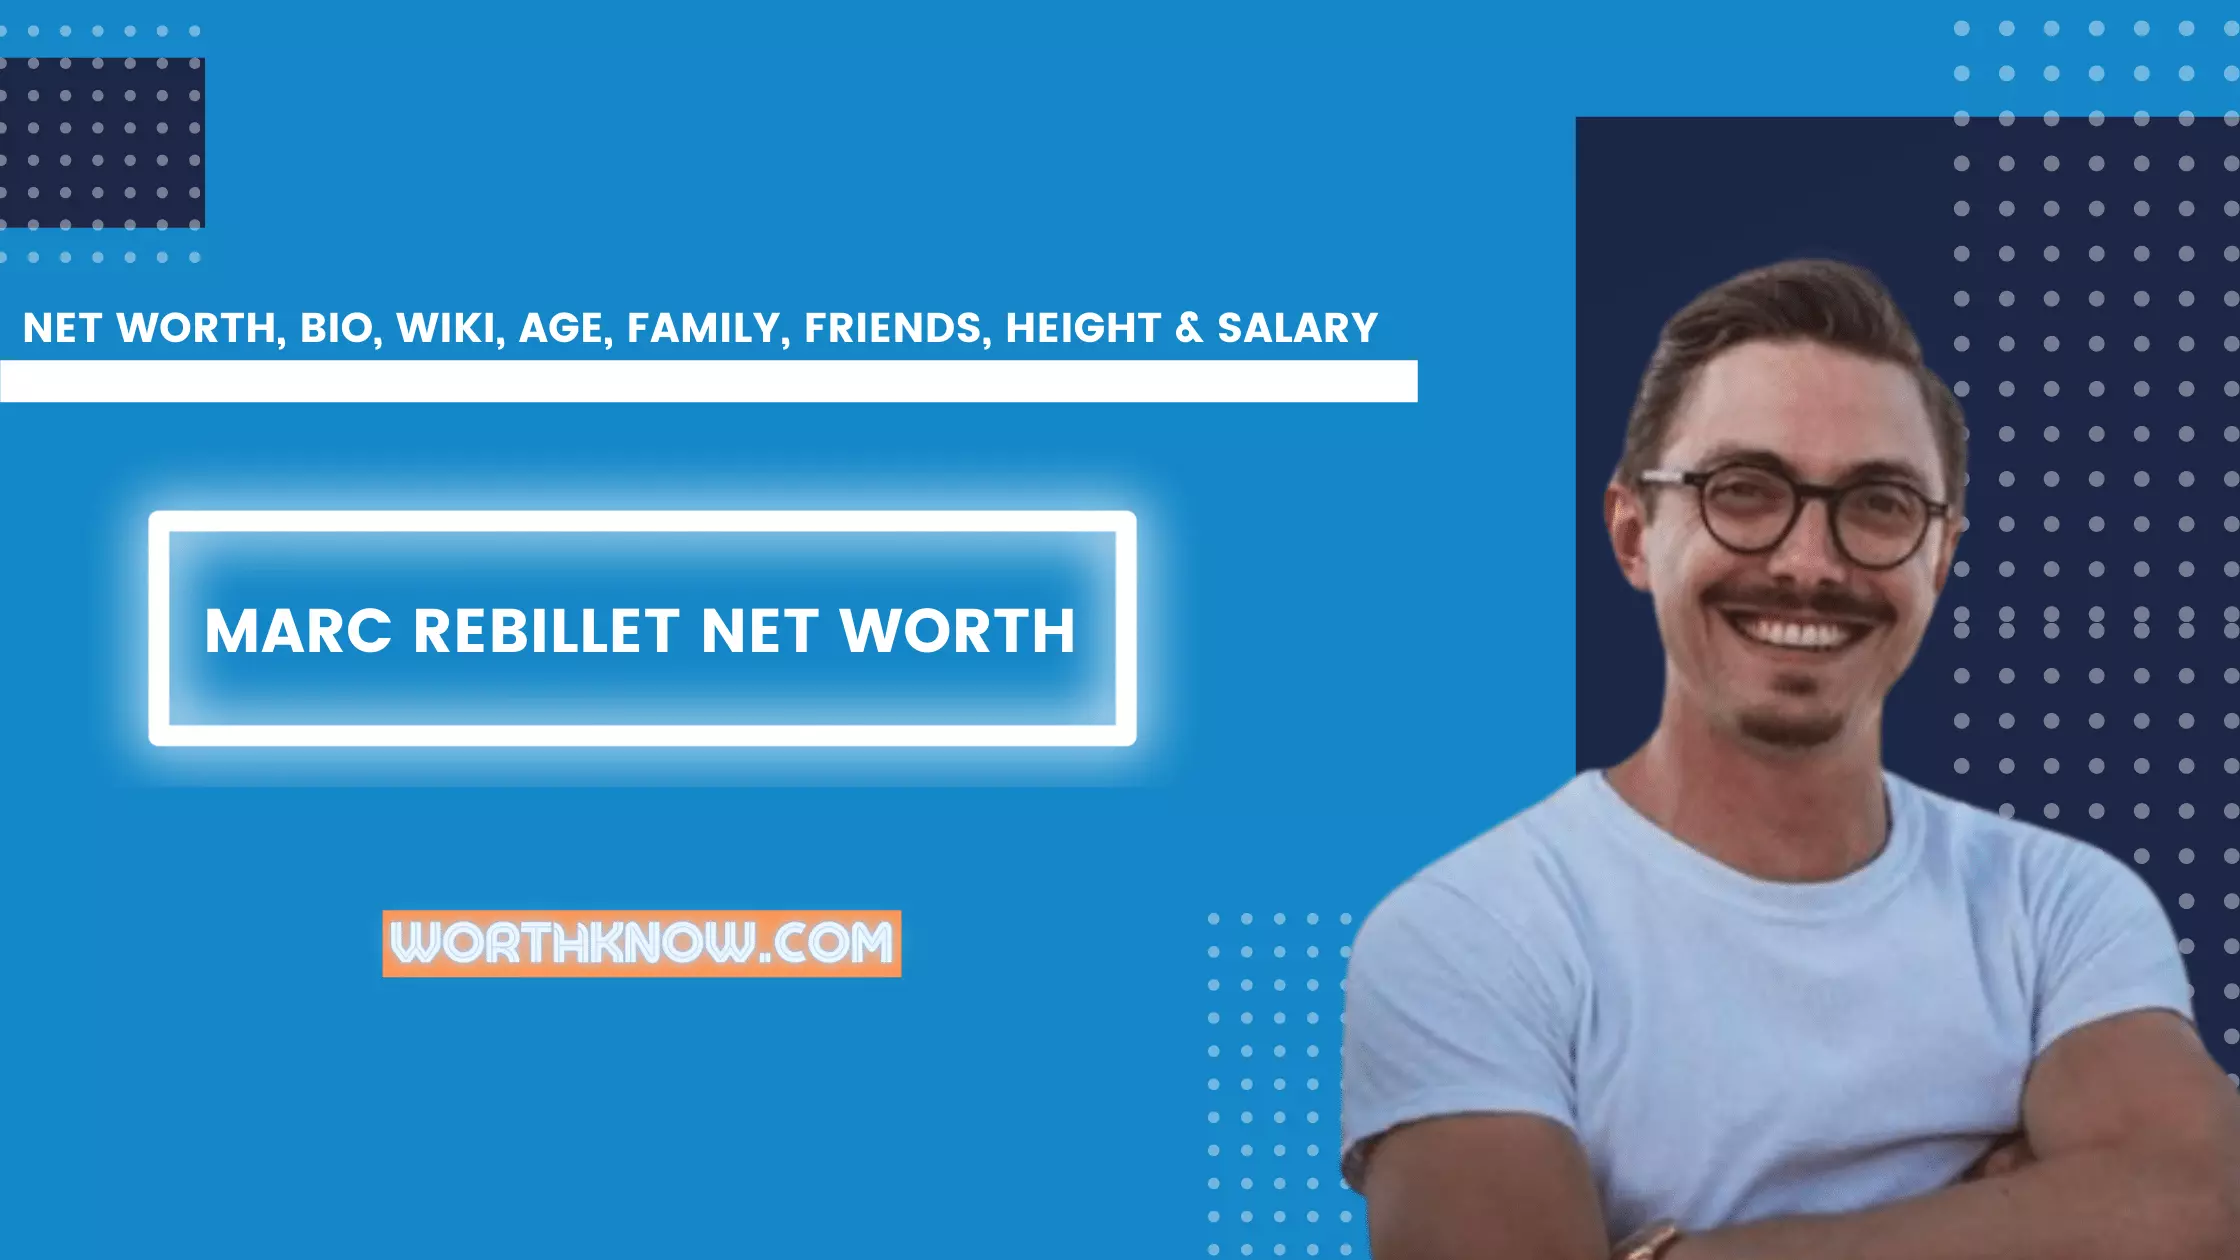 NET WORTH, BIO, WIKI, AGE, FAMILY, FRIENDS, HEIGHT & SALARY
MARC REBILLET NET WORTH
WORTHKNOW.COM